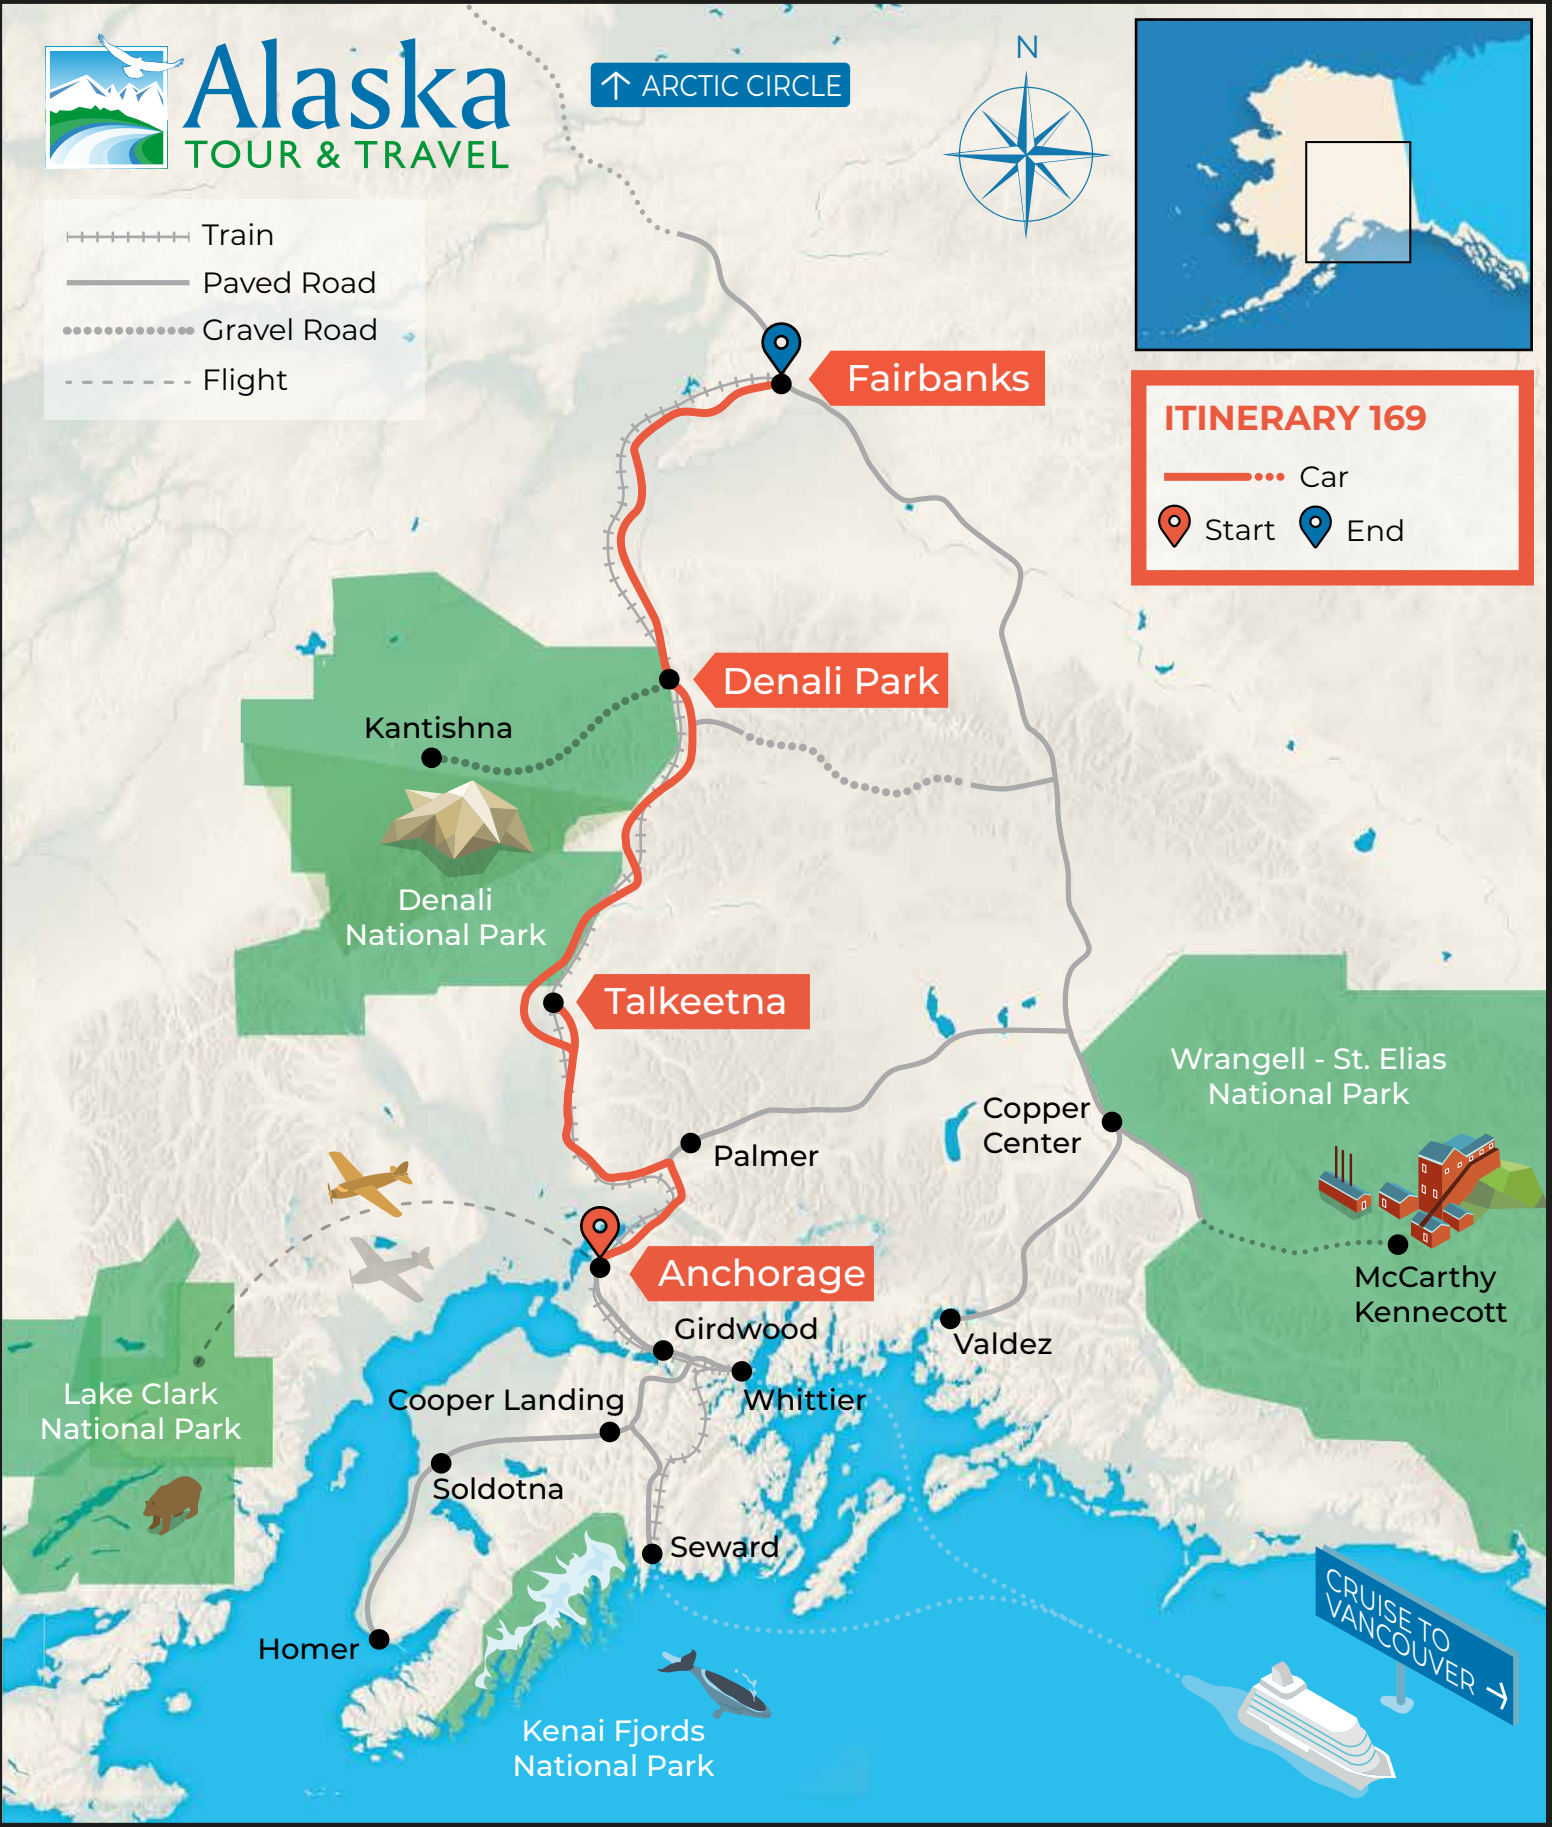 Alaska
TOUR & TRAVEL
↑ ARCTIC CIRCLE
N
Train
Paved Road
Gravel Road
Flight
Fairbanks
ITINERARY 169
Car
Start
End
Denali Park
Kantishna
Denali
National Park
Talkeetna
Wrangell - St. Elias
National Park
Copper
Center
Palmer
McCarthy
Kennecott
Anchorage
Girdwood
Valdez
Whittier
Cooper Landing
Lake Clark
National Park
Soldotna
Seward
Homer
CRUISE TO
VANCOUVER →
Kenai Fjords
National Park